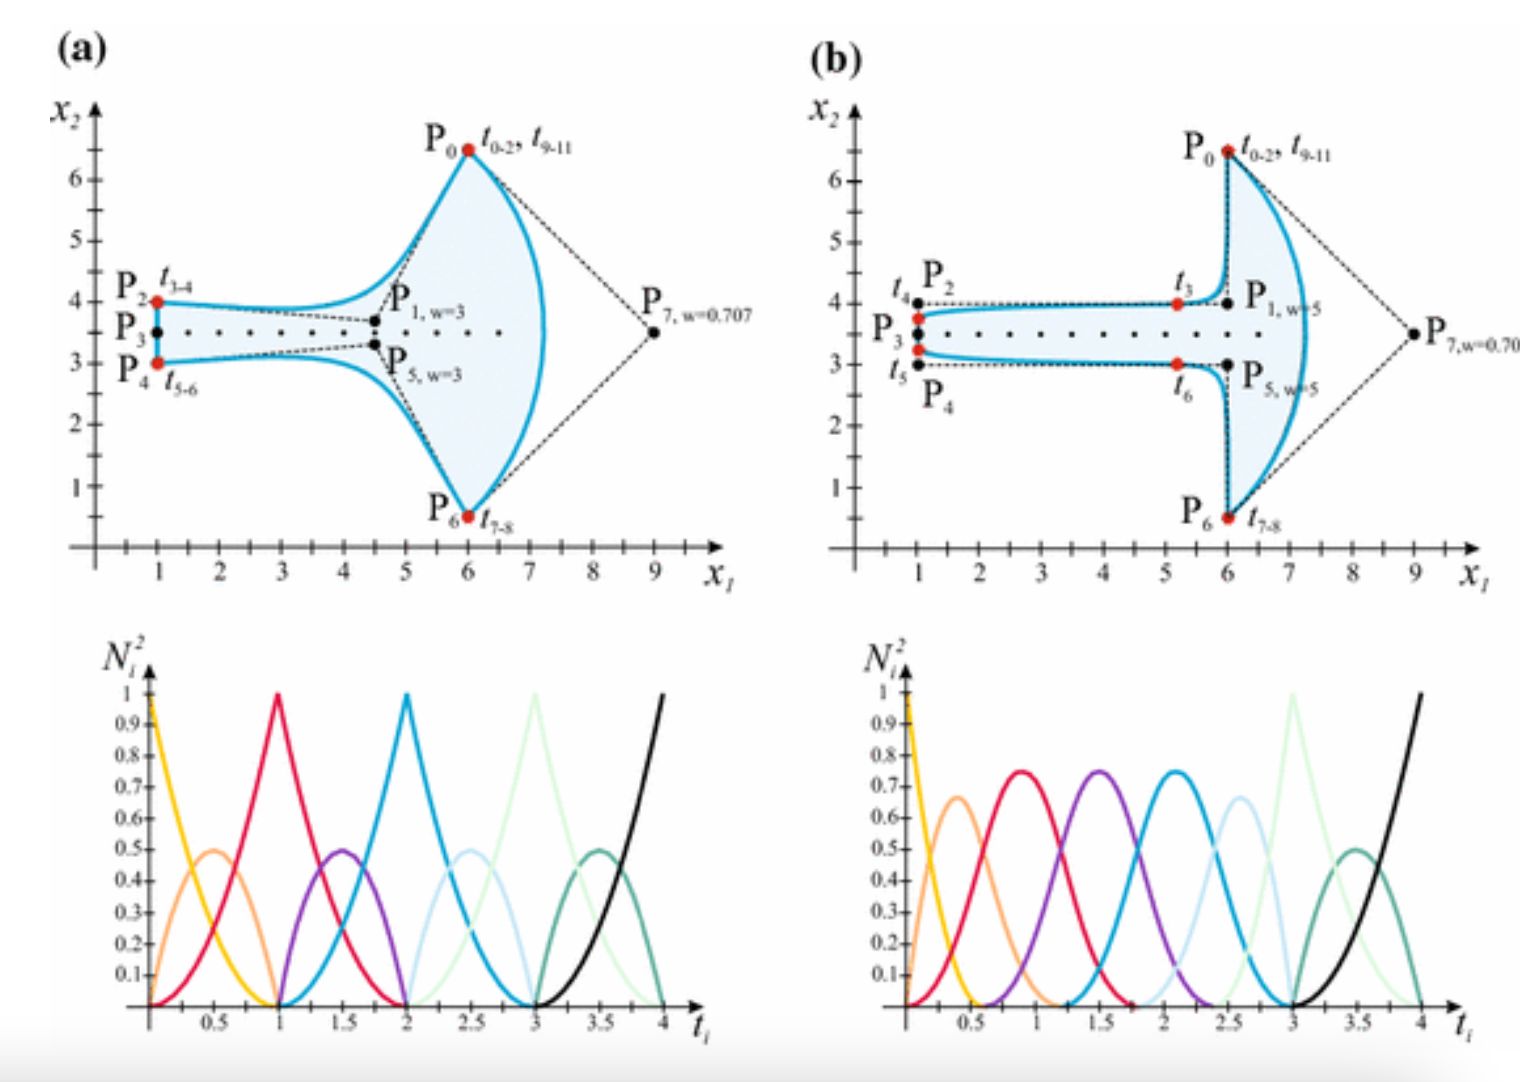 (a)
x₂
P₀ t₀₋₂, t₉₋₁₁
6
5
P₂ t₃₋₄
4
P₁, w=3
P₇, w=0.707
P₃
3
P₄ t₅₋₆
P₅, w=3
2
1
P₆ t₇₋₈
1 2 3 4 5 6 7 8 9 x₁
(b)
x₂
P₀ t₀₋₂, t₉₋₁₁
6
5
t₄ P₂ t₃
4
P₁, w=5
P₃
P₇,w=0.70
3
t₅ P₄ t₆
P₅, w=5
2
1
P₆ t₇₋₈
1 2 3 4 5 6 7 8 9 x₁
Nᵢ²
1
0.9
0.8
0.7
0.6
0.5
0.4
0.3
0.2
0.1
0.5 1 1.5 2 2.5 3 3.5 4 tᵢ
Nᵢ²
1
0.9
0.8
0.7
0.6
0.5
0.4
0.3
0.2
0.1
0.5 1 1.5 2 2.5 3 3.5 4 tᵢ